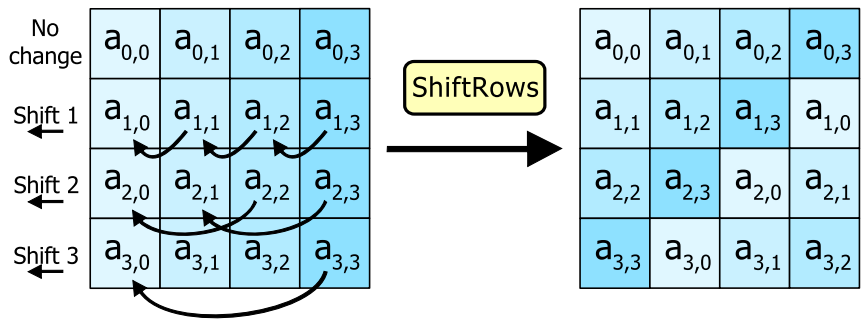 No
change
a0,0 a0,1 a0,2 a0,3
Shift 1
a1,0 a1,1 a1,2 a1,3
Shift 2
a2,0 a2,1 a2,2 a2,3
Shift 3
a3,0 a3,1 a3,2 a3,3
ShiftRows
a0,0 a0,1 a0,2 a0,3
a1,1 a1,2 a1,3 a1,0
a2,2 a2,3 a2,0 a2,1
a3,3 a3,0 a3,1 a3,2